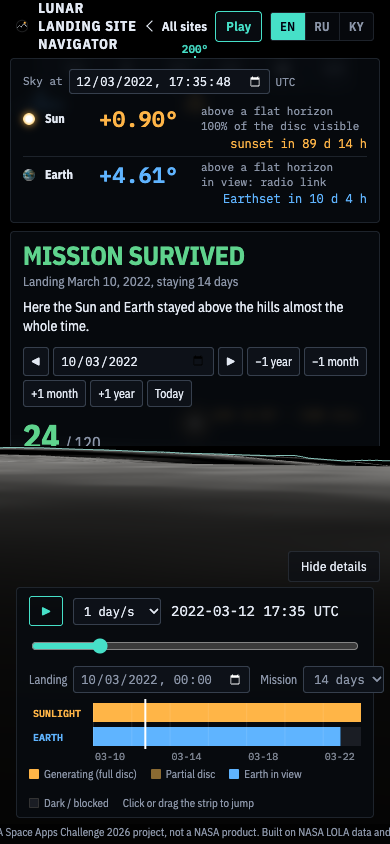 LUNAR
LANDING SITE
NAVIGATOR
All sites
Play
EN
RU
KY
200°
Sky at
12/03/2022, 17:35:48
UTC
Sun
+0.90°
above a flat horizon
100% of the disc visible
sunset in 89 d 14 h
Earth
+4.61°
above a flat horizon
in view: radio link
Earthset in 10 d 4 h
MISSION SURVIVED
Landing March 10, 2022, staying 14 days
Here the Sun and Earth stayed above the hills almost the
whole time.
◀
10/03/2022
▶
−1 year
−1 month
+1 month
+1 year
Today
24 / 120
Hide details
▶
1 day/s
2022-03-12 17:35 UTC
Landing
10/03/2022, 00:00
Mission
14 days
SUNLIGHT
EARTH
03-10
03-14
03-18
03-22
Generating (full disc)
Partial disc
Earth in view
Dark / blocked
Click or drag the strip to jump
A Space Apps Challenge 2026 project, not a NASA product. Built on NASA LOLA data and